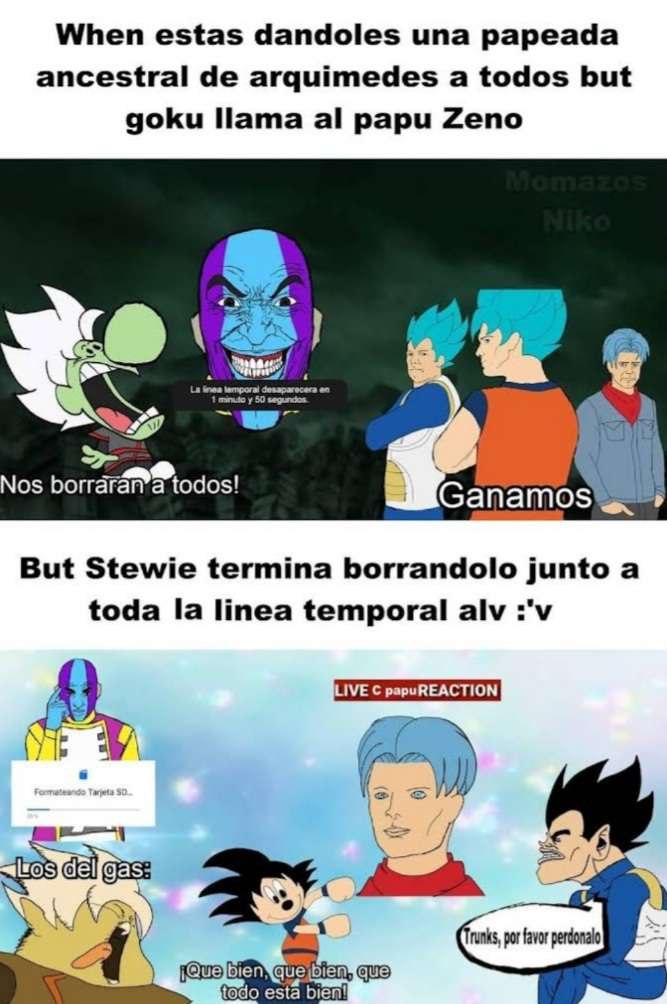 When estas dandoles una papeada
ancestral de arquimedes a todos but
goku llama al papu Zeno
Momazos
Niko
La linea temporal desaparecera en
1 minuto y 50 segundos.
Nos borraran a todos!
Ganamos
But Stewie termina borrandolo junto a
toda la linea temporal alv :'v
LIVE C papu REACTION
Formateando Tarjeta SD...
Los del gas:
Trunks, por favor perdonalo
¡Que bien, que bien, que
todo esta bien!